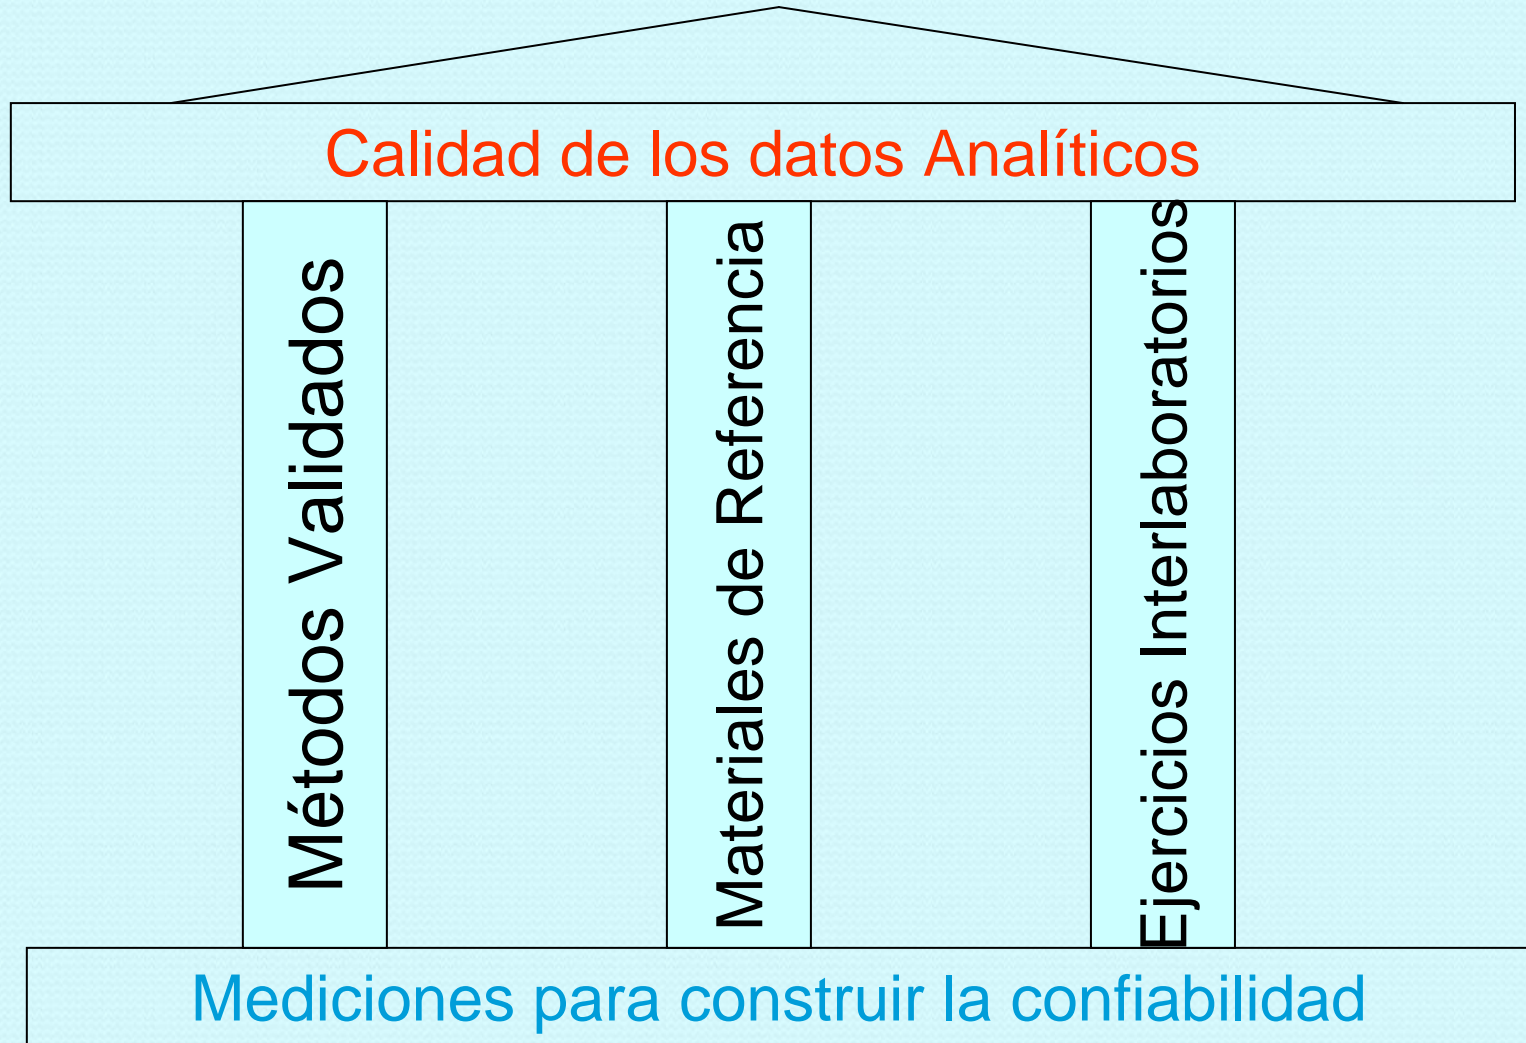 Calidad de los datos Analíticos
Métodos Validados
Materiales de Referencia
Ejercicios Interlaboratorios
Mediciones para construir la confiabilidad